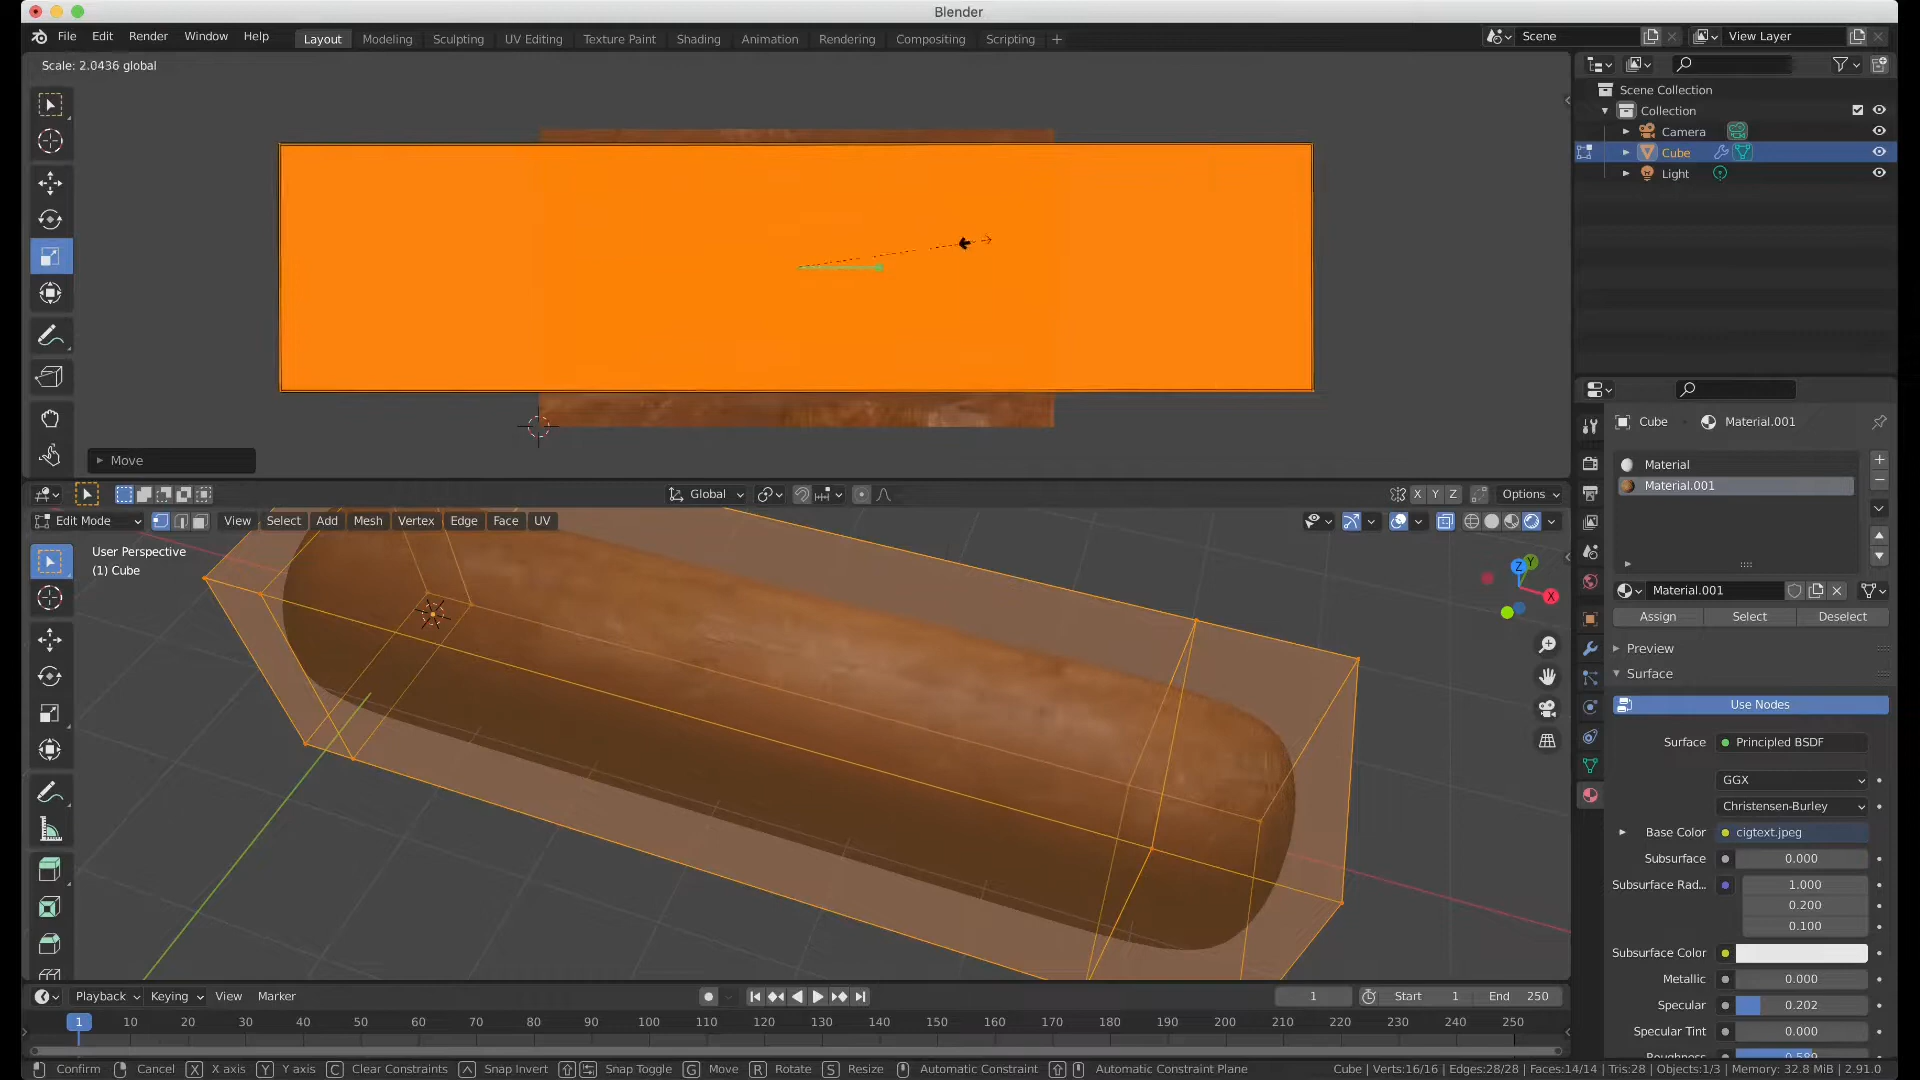 Blender
File Edit Render Window Help
Layout Modeling Sculpting UV Editing Texture Paint Shading Animation Rendering Compositing Scripting +
Scene
View Layer
Scale: 2.0436 global
Scene Collection
Collection
Camera
Cube
Light
Move
Global
X Y Z
Options
Edit Mode View Select Add Mesh Vertex Edge Face UV
User Perspective
(1) Cube
Z Y X
Cube Material.001
Material
Material.001
Material.001
Assign Select Deselect
Preview
Surface
Use Nodes
Surface Principled BSDF
GGX
Christensen-Burley
Base Color cigtext.jpeg
Subsurface 0.000
Subsurface Rad... 1.000
0.200
0.100
Subsurface Color
Metallic 0.000
Specular 0.202
Specular Tint 0.000
Roughness 0.589
Playback Keying View Marker
1 Start 1 End 250
1 10 20 30 40 50 60 70 80 90 100 110 120 130 140 150 160 170 180 190 200 210 220 230 240 250
Confirm Cancel X X axis Y Y axis C Clear Constraints Snap Invert Snap Toggle G Move R Rotate S Resize Automatic Constraint Automatic Constraint Plane
Cube | Verts:16/16 | Edges:28/28 | Faces:14/14 | Tris:28 | Objects:1/3 | Memory: 32.8 MiB | 2.91.0